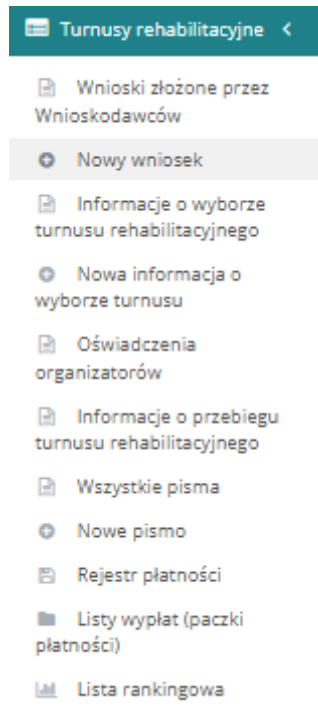 Turnusy rehabilitacyjne
Wnioski złożone przez
Wnioskodawców
Nowy wniosek
Informacje o wyborze
turnusu rehabilitacyjnego
Nowa informacja o
wyborze turnusu
Oświadczenia
organizatorów
Informacje o przebiegu
turnusu rehabilitacyjnego
Wszystkie pisma
Nowe pismo
Rejestr płatności
Listy wypłat (paczki
płatności)
Lista rankingowa